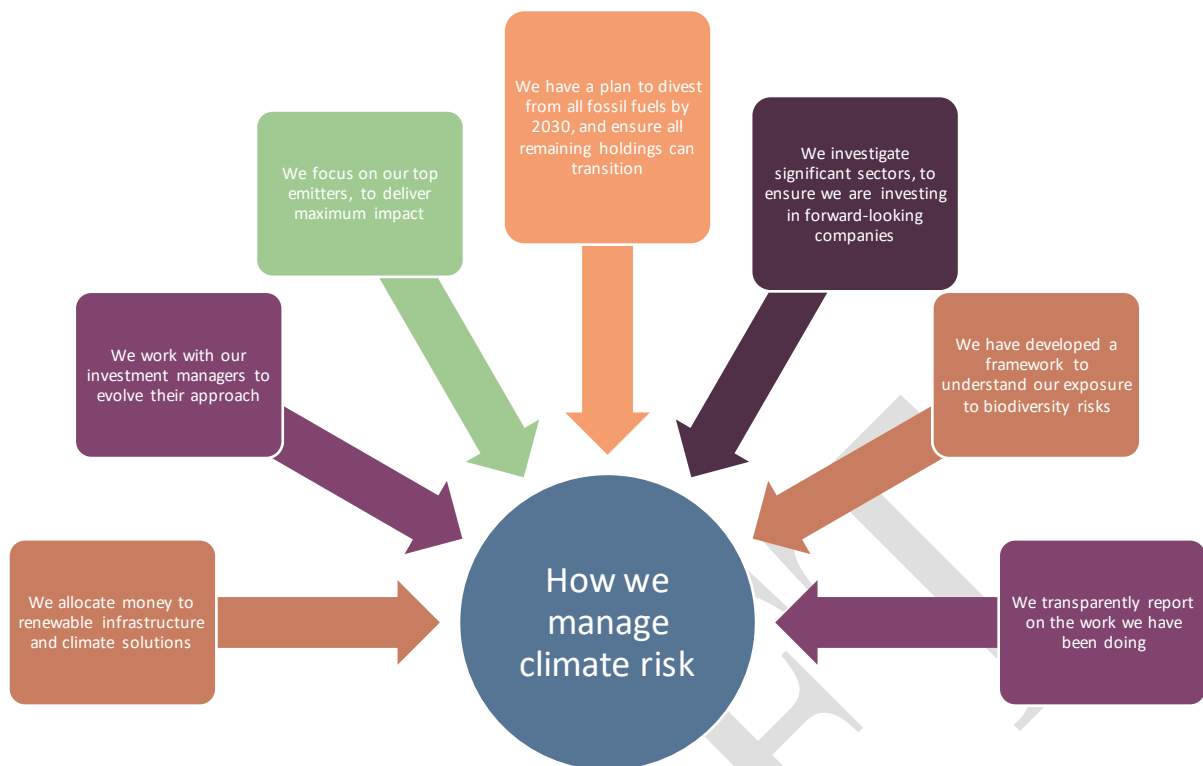 We have a plan to divest
from all fossil fuels by
2030, and ensure all
remaining holdings can
transition
We focus on our top
emitters, to deliver
maximum impact
We investigate
significant sectors, to
ensure we are investing
in forward-looking
companies
We work with our
investment managers to
evolve their approach
We have developed a
framework to
understand our exposure
to biodiversity risks
We allocate money to
renewable infrastructure
and climate solutions
How we
manage
climate risk
We transparently report
on the work we have
been doing